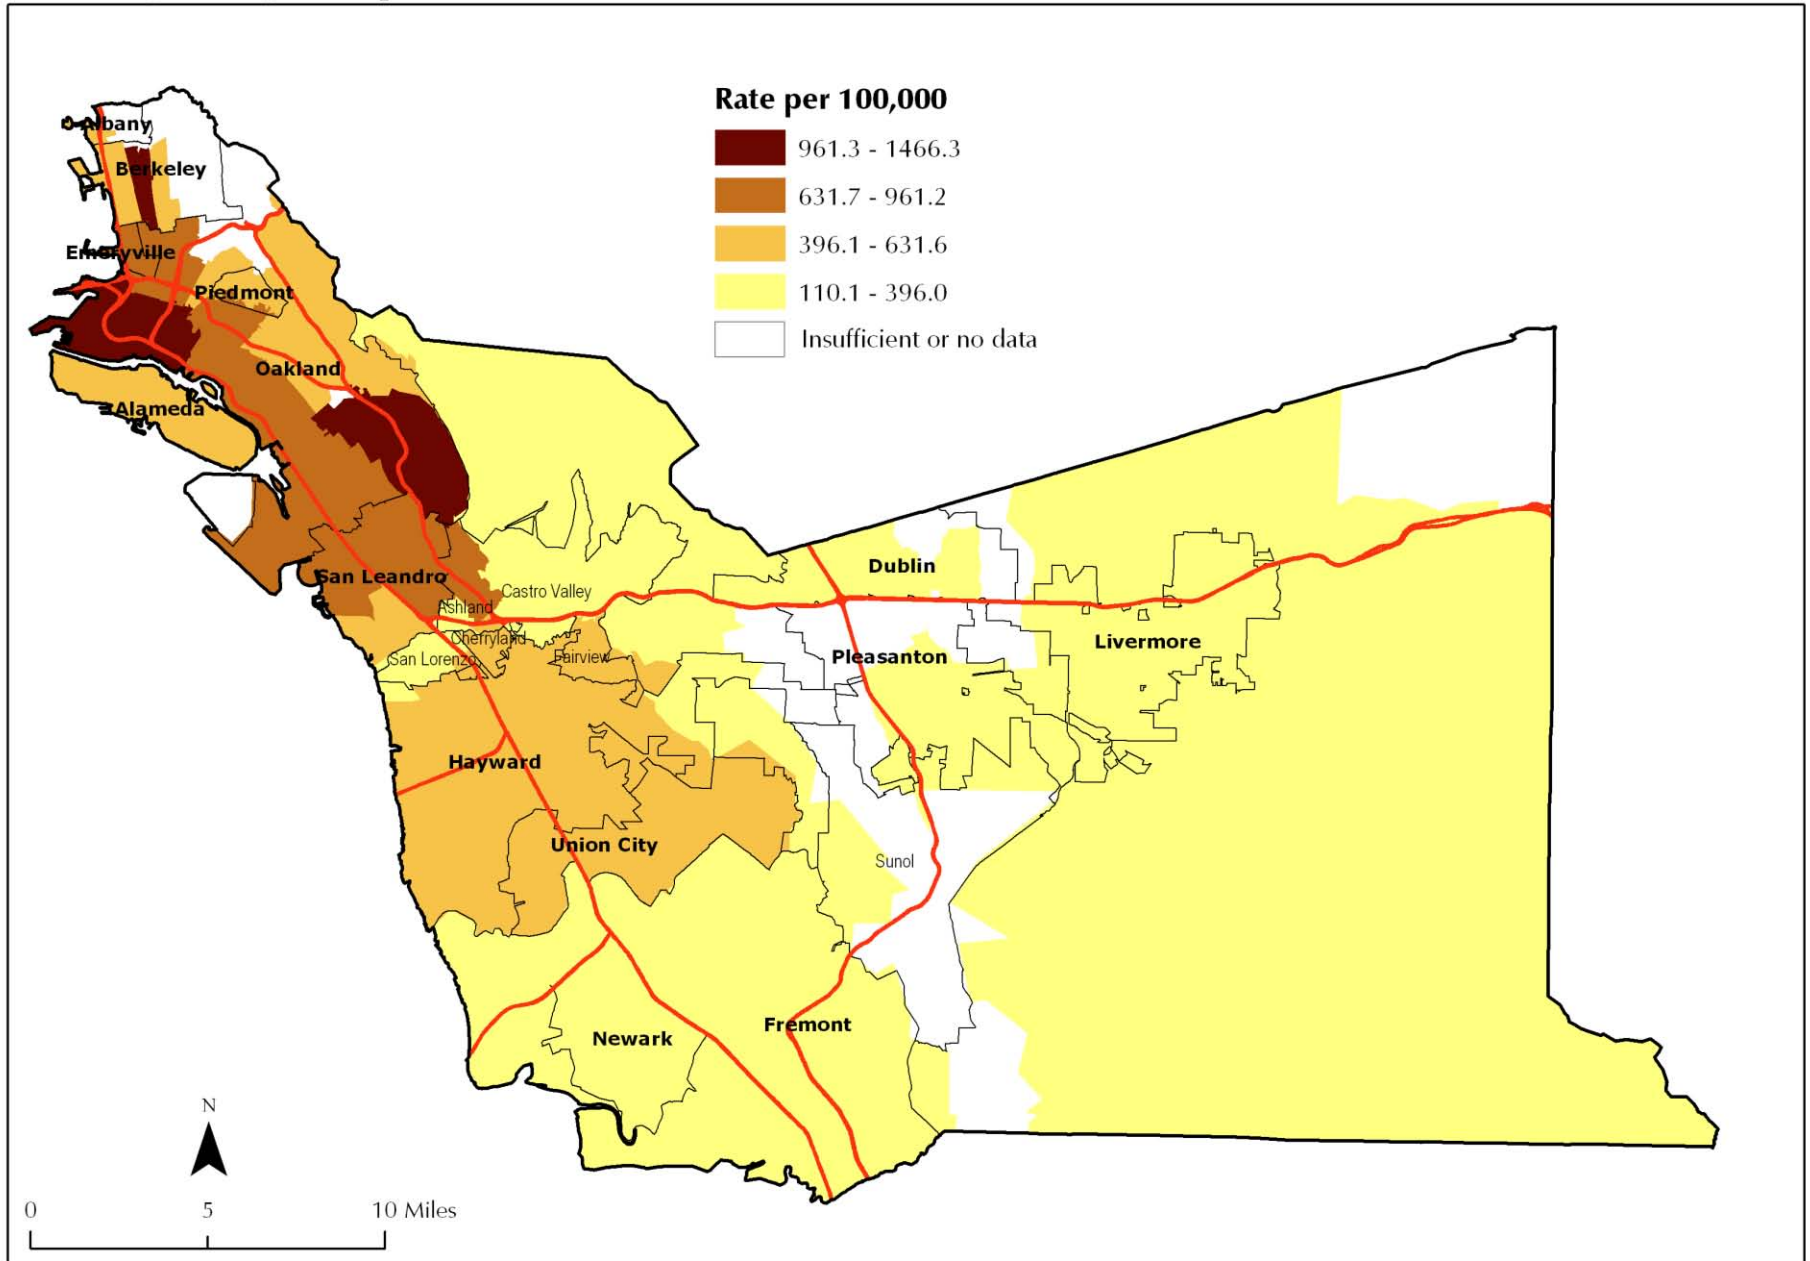 Rate per 100,000
961.3 - 1466.3
631.7 - 961.2
396.1 - 631.6
110.1 - 396.0
Insufficient or no data
Albany
Berkeley
Emeryville
Piedmont
Oakland
Alameda
San Leandro
Castro Valley
Ashland
Cherryland
San Lorenzo
Fairview
Dublin
Livermore
Pleasanton
Hayward
Union City
Sunol
Newark
Fremont
N
0 5 10 Miles